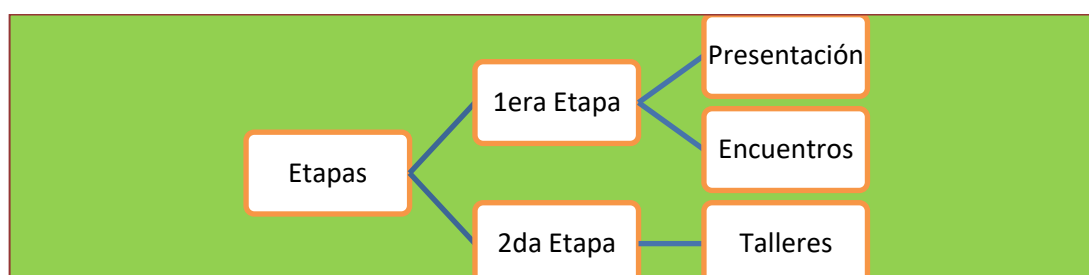 Etapas
1era Etapa
Presentación
Encuentros
2da Etapa
Talleres